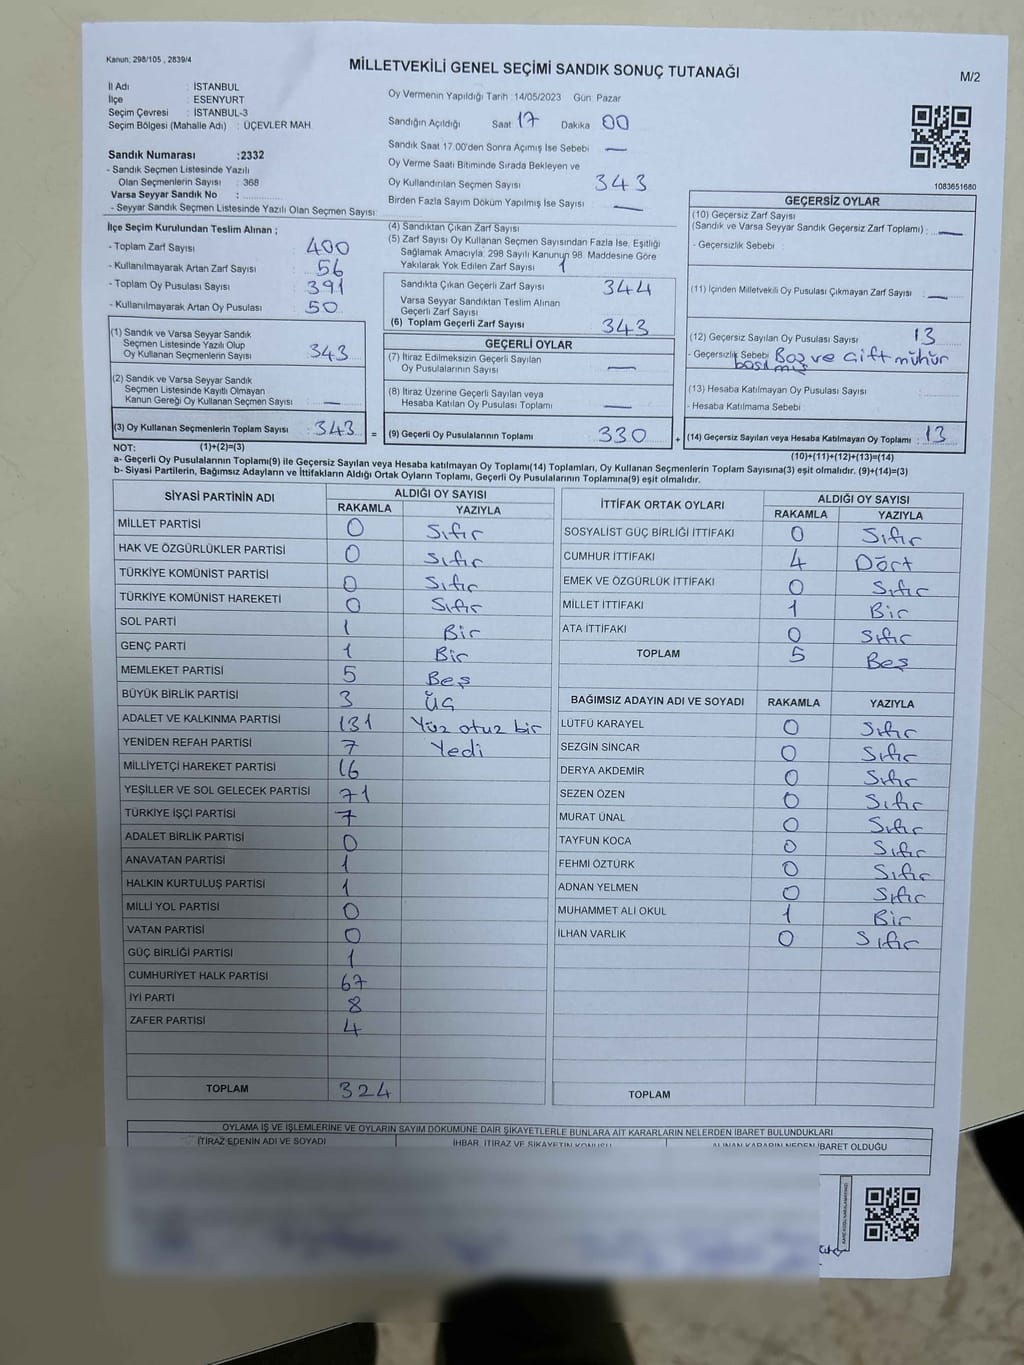 Kanun: 298/105 , 2839/4
MİLLETVEKİLİ GENEL SEÇİMİ SANDIK SONUÇ TUTANAĞI
M/2
İl Adı : İSTANBUL
İlçe : ESENYURT
Seçim Çevresi : İSTANBUL-3
Seçim Bölgesi (Mahalle Adı) : ÜÇEVLER MAH.
Sandık Numarası :2332
- Sandık Seçmen Listesinde Yazılı
Olan Seçmenlerin Sayısı : 368
Varsa Seyyar Sandık No :
- Seyyar Sandık Seçmen Listesinde Yazılı Olan Seçmen Sayısı:
Oy Vermenin Yapıldığı Tarih :14/05/2023 Gün: Pazar
Sandığın Açıldığı Saat 17 Dakika 00
Sandık Saat 17.00'den Sonra Açımış İse Sebebi —
Oy Verme Saati Bitiminde Sırada Bekleyen ve
Oy Kullandırılan Seçmen Sayısı 343
Birden Fazla Sayım Döküm Yapılmış İse Sayısı —
1083651680
İlçe Seçim Kurulundan Teslim Alınan ;
- Toplam Zarf Sayısı : 400
- Kullanılmayarak Artan Zarf Sayısı : 56
- Toplam Oy Pusulası Sayısı : 391
- Kullanılmayarak Artan Oy Pusulası : 50
(1) Sandık ve Varsa Seyyar Sandık
Seçmen Listesinde Yazılı Olup
Oy Kullanan Seçmenlerin Sayısı : 343
(2) Sandık ve Varsa Seyyar Sandık
Seçmen Listesinde Kayıtlı Olmayan
Kanun Gereği Oy Kullanan Seçmen Sayısı : —
(3) Oy Kullanan Seçmenlerin Toplam Sayısı : 343 =
(1)+(2)=(3)
(4) Sandıktan Çıkan Zarf Sayısı
(5) Zarf Sayısı Oy Kullanan Seçmen Sayısından Fazla İse, Eşitliği
Sağlamak Amacıyla; 298 Sayılı Kanunun 98. Maddesine Göre
Yakılarak Yok Edilen Zarf Sayısı 1
Sandıkta Çıkan Geçerli Zarf Sayısı 344
Varsa Seyyar Sandıktan Teslim Alınan
Geçerli Zarf Sayısı
(6) Toplam Geçerli Zarf Sayısı 343
GEÇERLİ OYLAR
(7) İtiraz Edilmeksizin Geçerli Sayılan
Oy Pusulalarının Sayısı —
(8) İtiraz Üzerine Geçerli Sayılan veya
Hesaba Katılan Oy Pusulası Toplamı —
(9) Geçerli Oy Pusulalarının Toplamı 330 +
GEÇERSİZ OYLAR
(10) Geçersiz Zarf Sayısı
(Sandık ve Varsa Seyyar Sandık Geçersiz Zarf Toplamı) : —
- Geçersizlik Sebebi :
(11) İçinden Milletvekili Oy Pusulası Çıkmayan Zarf Sayısı : —
(12) Geçersiz Sayılan Oy Pusulası Sayısı : 13
- Geçersizlik Sebebi Boş ve Çift mühür
basılmış
(13) Hesaba Katılmayan Oy Pusulası Sayısı
- Hesaba Katılmama Sebebi :
(14) Geçersiz Sayılan veya Hesaba Katılmayan Oy Toplamı : 13
(10)+(11)+(12)+(13)=(14)
NOT:
a- Geçerli Oy Pusulalarının Toplamı(9) ile Geçersiz Sayılan veya Hesaba katılmayan Oy Toplamı(14) Toplamları, Oy Kullanan Seçmenlerin Toplam Sayısına(3) eşit olmalıdır. (9)+(14)=(3)
b- Siyasi Partilerin, Bağımsız Adayların ve İttifakların Aldığı Ortak Oyların Toplamı, Geçerli Oy Pusulalarının Toplamına(9) eşit olmalıdır.
SİYASİ PARTİNİN ADI ALDIĞI OY SAYISI
RAKAMLA YAZIYLA
MİLLET PARTİSİ 0 Sıfır
HAK VE ÖZGÜRLÜKLER PARTİSİ 0 Sıfır
TÜRKİYE KOMÜNİST PARTİSİ 0 Sıfır
TÜRKİYE KOMÜNİST HAREKETİ 0 Sıfır
SOL PARTİ 1 Bir
GENÇ PARTİ 1 Bir
MEMLEKET PARTİSİ 5 Beş
BÜYÜK BİRLİK PARTİSİ 3 Üç
ADALET VE KALKINMA PARTİSİ 131 Yüz otuz bir
YENİDEN REFAH PARTİSİ 7 Yedi
MİLLİYETÇİ HAREKET PARTİSİ 16
YEŞİLLER VE SOL GELECEK PARTİSİ 71
TÜRKİYE İŞÇİ PARTİSİ 7
ADALET BİRLİK PARTİSİ 0
ANAVATAN PARTİSİ 1
HALKIN KURTULUŞ PARTİSİ 1
MİLLİ YOL PARTİSİ 0
VATAN PARTİSİ 0
GÜÇ BİRLİĞİ PARTİSİ 1
CUMHURİYET HALK PARTİSİ 67
İYİ PARTİ 8
ZAFER PARTİSİ 4
TOPLAM 324
İTTİFAK ORTAK OYLARI ALDIĞI OY SAYISI
RAKAMLA YAZIYLA
SOSYALİST GÜÇ BİRLİĞİ İTTİFAKI 0 Sıfır
CUMHUR İTTİFAKI 4 Dört
EMEK VE ÖZGÜRLÜK İTTİFAKI 0 Sıfır
MİLLET İTTİFAKI 1 Bir
ATA İTTİFAKI 0 Sıfır
TOPLAM 5 Beş
BAĞIMSIZ ADAYIN ADI VE SOYADI RAKAMLA YAZIYLA
LÜTFÜ KARAYEL 0 Sıfır
SEZGİN SİNCAR 0 Sıfır
DERYA AKDEMİR 0 Sıfır
SEZEN ÖZEN 0 Sıfır
MURAT ÜNAL 0 Sıfır
TAYFUN KOCA 0 Sıfır
FEHMİ ÖZTÜRK 0 Sıfır
ADNAN YELMEN 0 Sıfır
MUHAMMET ALİ OKUL 1 Bir
İLHAN VARLIK 0 Sıfır
TOPLAM
OYLAMA İŞ VE İŞLEMLERİNE VE OYLARIN SAYIM DÖKÜMÜNE DAİR ŞİKAYETLERLE BUNLARA AİT KARARLARIN NELERDEN İBARET BULUNDUKLARI
İTİRAZ EDENİN ADI VE SOYADI İHBAR, İTİRAZ VE ŞİKAYETİN KONUSU ALINAN KARARIN NEDEN İBARET OLDUĞU